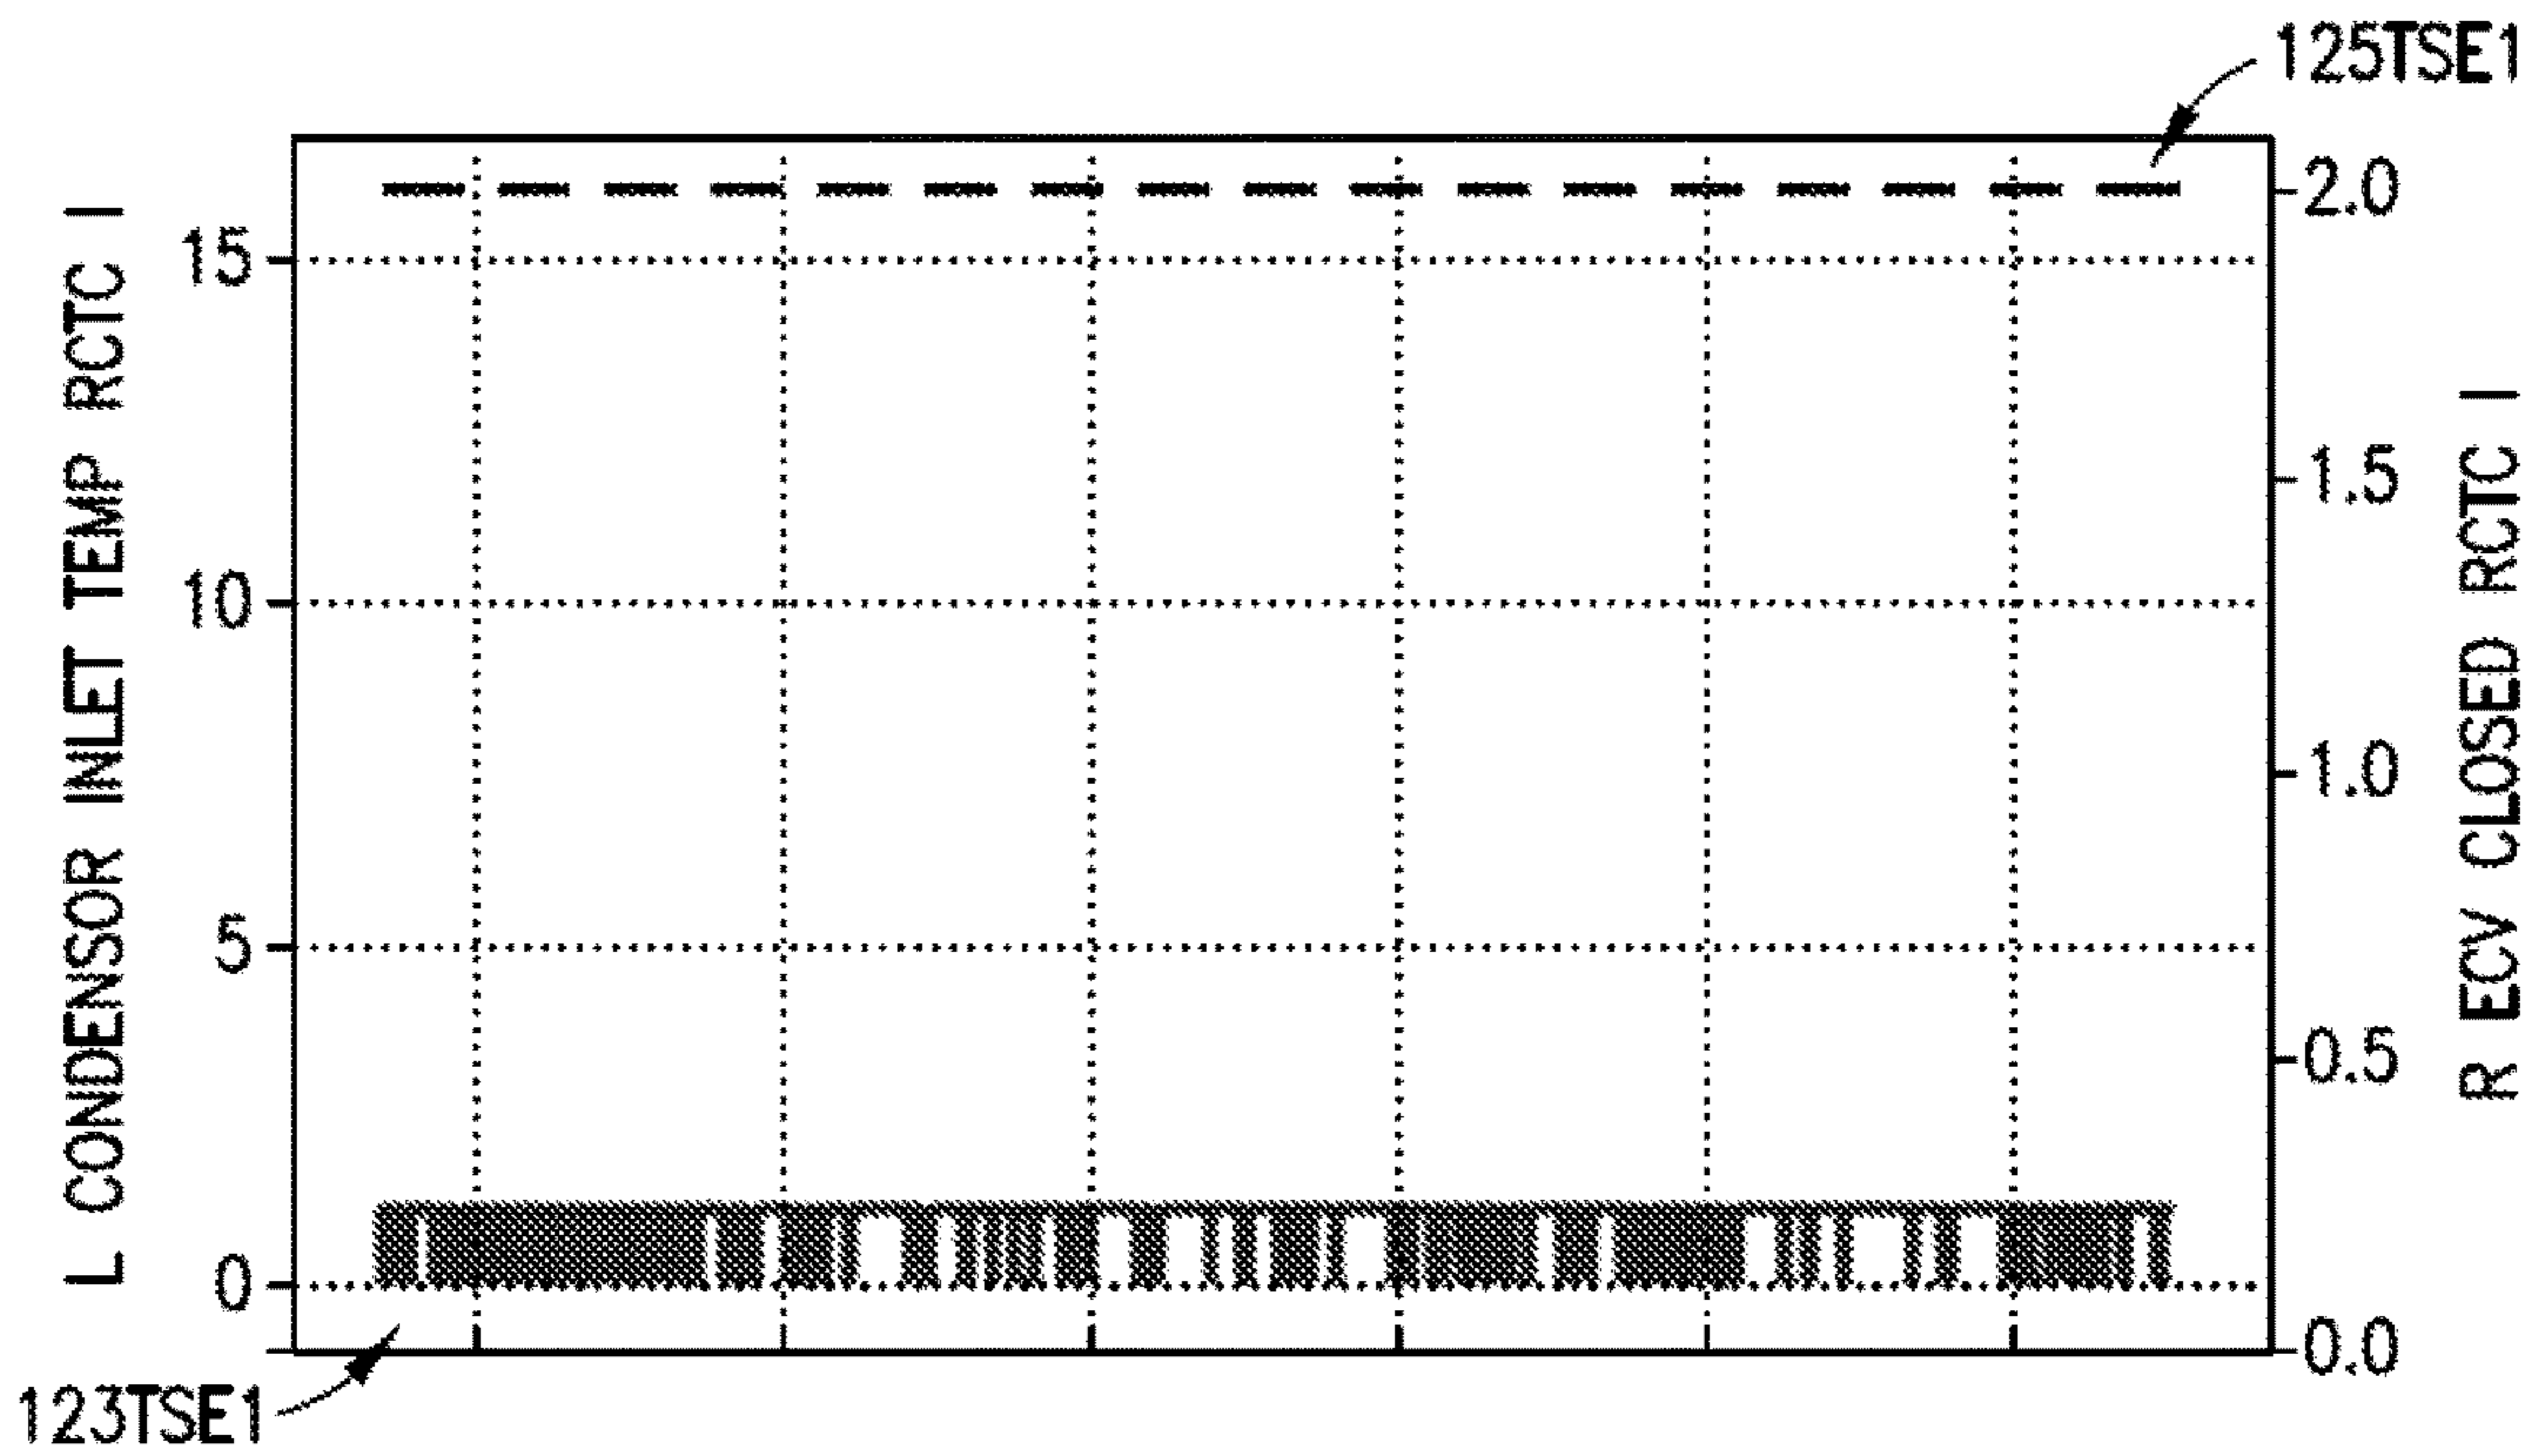 125TSE1
L CONDENSOR INLET TEMP RCTC I
15
10
5
0
2.0
1.5
1.0
0.5
0.0
R ECV CLOSED RCTC I
123TSE1